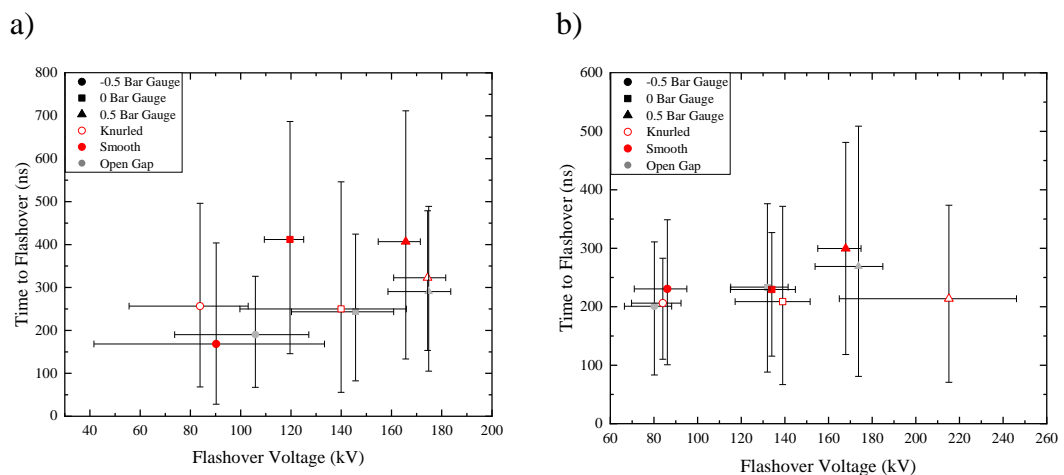 a)
b)
800
700
600
500
400
300
200
100
0
Time to Flashover (ns)
-0.5 Bar Gauge
0 Bar Gauge
0.5 Bar Gauge
Knurled
Smooth
Open Gap
40 60 80 100 120 140 160 180 200
Flashover Voltage (kV)
600
500
400
300
200
100
0
Time to Flashover (ns)
-0.5 Bar Gauge
0 Bar Gauge
0.5 Bar Gauge
Knurled
Smooth
Open Gap
60 80 100 120 140 160 180 200 220 240 260
Flashover Voltage (kV)